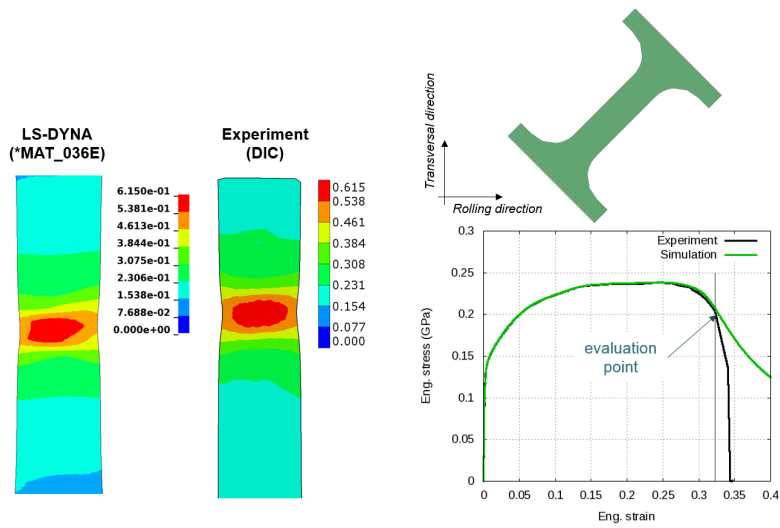 LS-DYNA
(*MAT_036E)
6.150e-01
5.381e-01
4.613e-01
3.844e-01
3.075e-01
2.306e-01
1.538e-01
7.688e-02
0.000e+00
Experiment
(DIC)
0.615
0.538
0.461
0.384
0.308
0.231
0.154
0.077
0.000
Transversal direction
Rolling direction
Experiment
Simulation
evaluation
point
Eng. stress (GPa)
0.3
0.25
0.2
0.15
0.1
0.05
0
0 0.05 0.1 0.15 0.2 0.25 0.3 0.35 0.4
Eng. strain